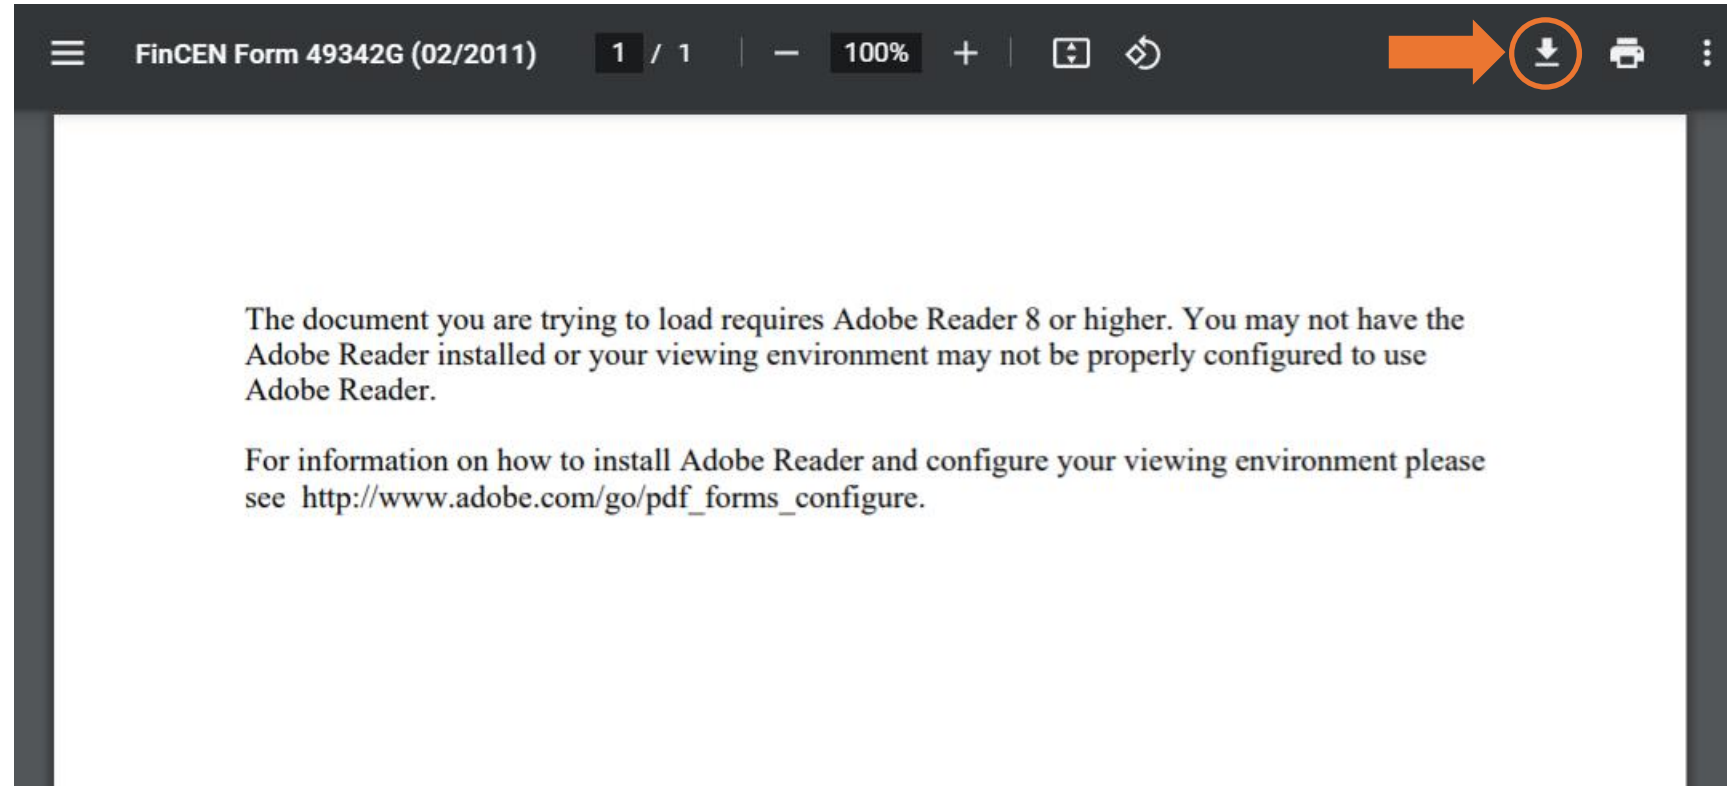 FinCEN Form 49342G (02/2011) 1 / 1 100%
The document you are trying to load requires Adobe Reader 8 or higher. You may not have the
Adobe Reader installed or your viewing environment may not be properly configured to use
Adobe Reader.
For information on how to install Adobe Reader and configure your viewing environment please
see http://www.adobe.com/go/pdf_forms_configure.